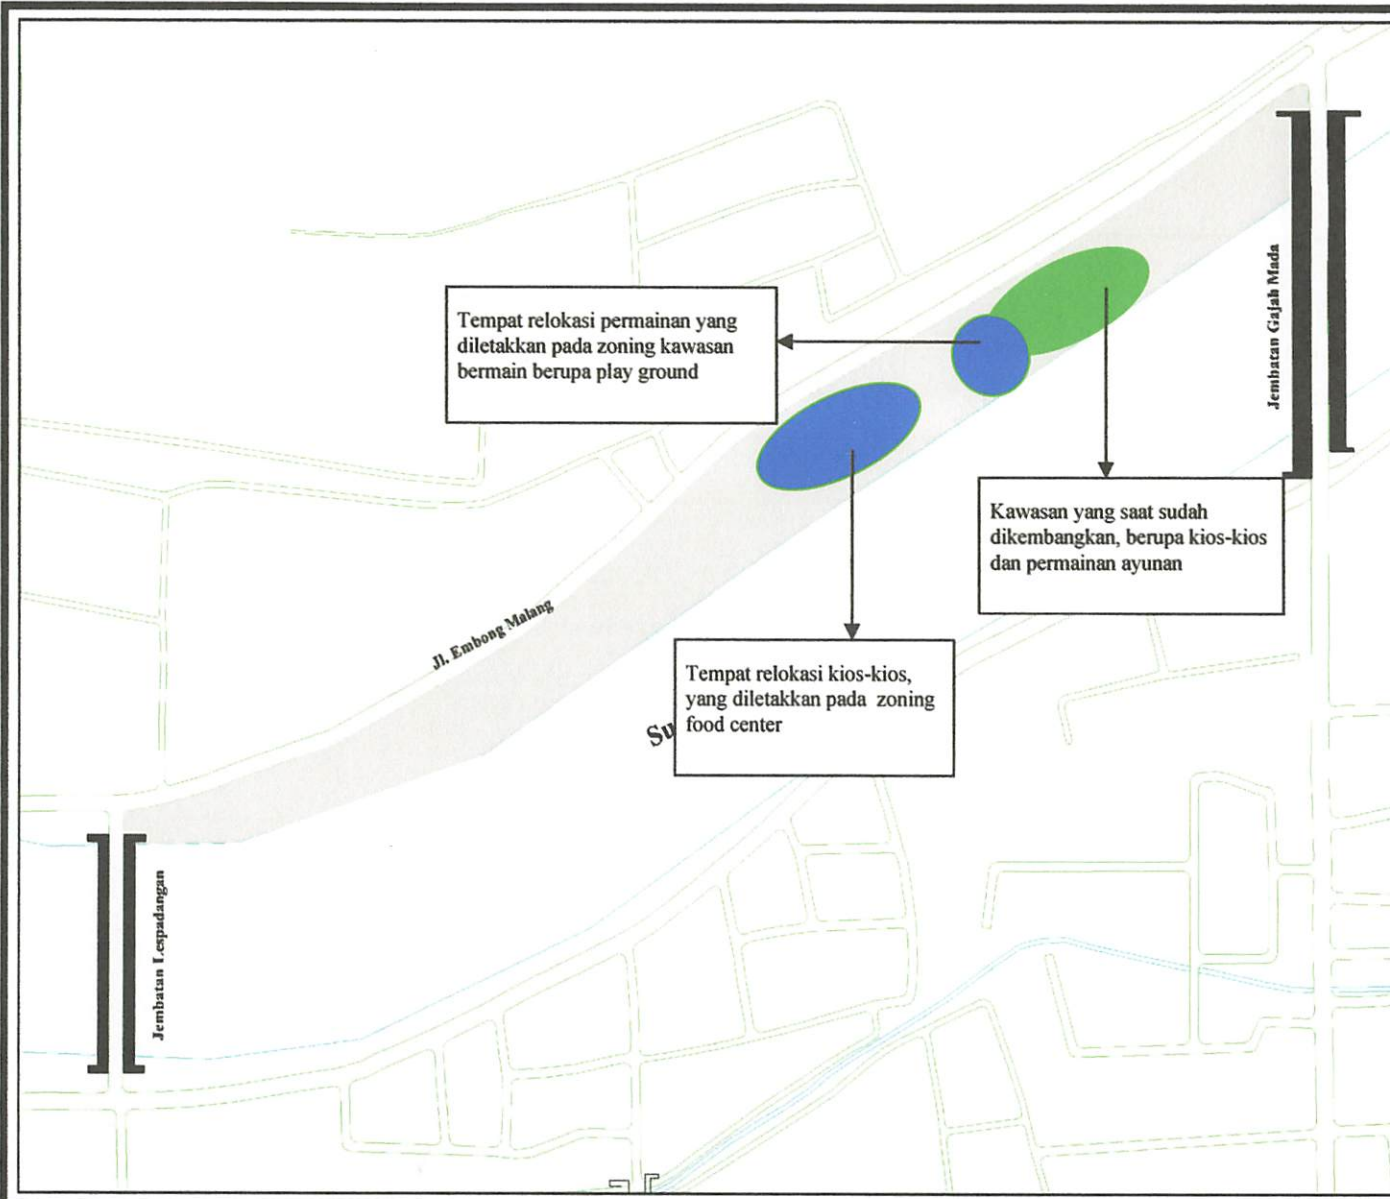 Tempat relokasi permainan yang
diletakkan pada zoning kawasan
bermain berupa play ground
Jembatan Gajah Mada
Kawasan yang saat sudah
dikembangkan, berupa kios-kios
dan permainan ayunan
Jl. Embong Malang
Tempat relokasi kios-kios,
yang diletakkan pada zoning
food center
Su
Jembatan Lespadangan